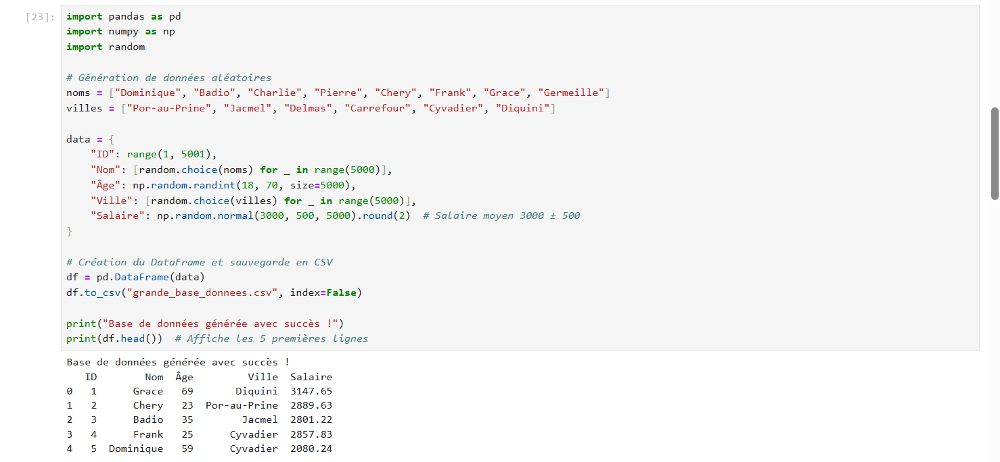 [23]:
import pandas as pd
import numpy as np
import random
# Génération de données aléatoires
noms = ["Dominique", "Badio", "Charlie", "Pierre", "Chery", "Frank", "Grace", "Germeille"]
villes = ["Por-au-Prine", "Jacmel", "Delmas", "Carrefour", "Cyvadier", "Diquini"]
data = {
    "ID": range(1, 5001),
    "Nom": [random.choice(noms) for _ in range(5000)],
    "Âge": np.random.randint(18, 70, size=5000),
    "Ville": [random.choice(villes) for _ in range(5000)],
    "Salaire": np.random.normal(3000, 500, 5000).round(2)  # Salaire moyen 3000 ± 500
}
# Création du DataFrame et sauvegarde en CSV
df = pd.DataFrame(data)
df.to_csv("grande_base_donnees.csv", index=False)
print("Base de données générée avec succès !")
print(df.head())  # Affiche les 5 premières lignes
Base de données générée avec succès !
   ID        Nom  Âge         Ville  Salaire
0   1      Grace   69       Diquini  3147.65
1   2      Chery   23  Por-au-Prine  2889.63
2   3      Badio   35        Jacmel  2801.22
3   4      Frank   25      Cyvadier  2857.83
4   5  Dominique   59      Cyvadier  2080.24